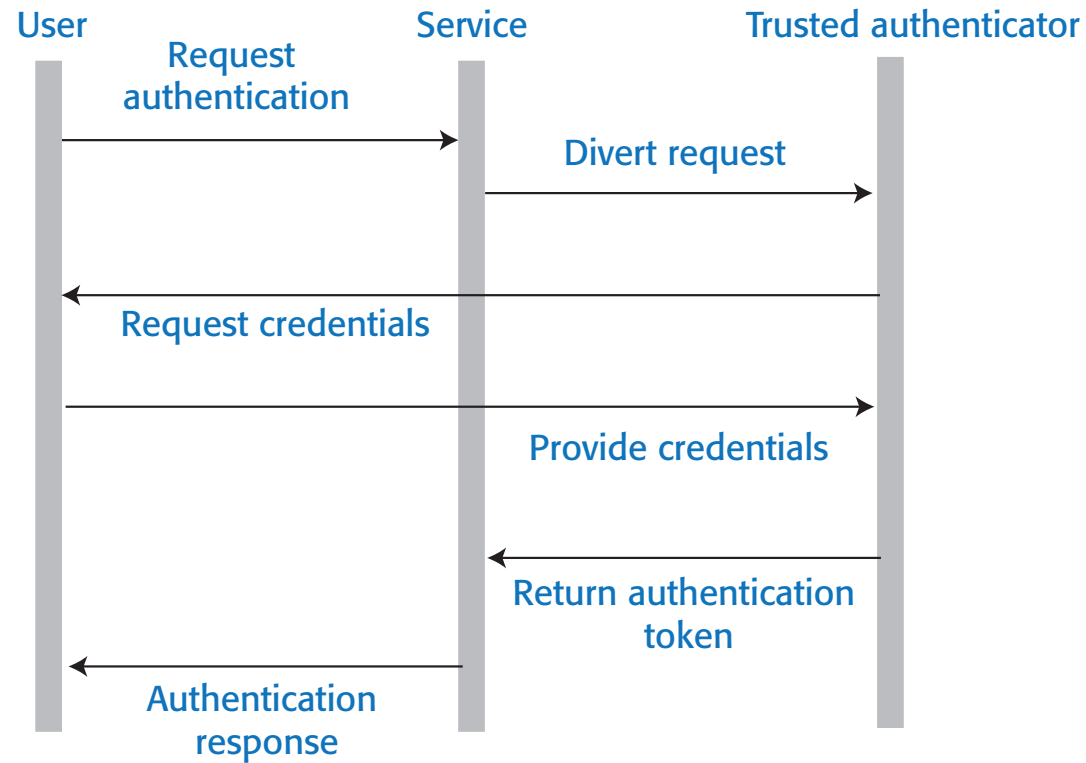 User
Service
Trusted authenticator
Request
authentication
Divert request
Request credentials
Provide credentials
Return authentication
token
Authentication
response